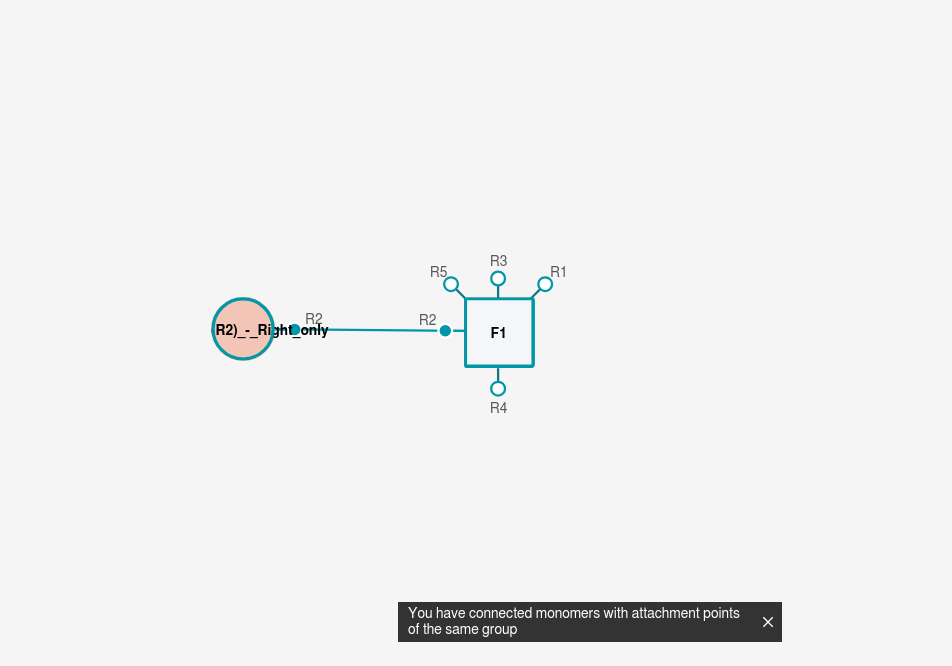 R5
R3
R1
R2
R2
R2)_-_Right_only
F1
R4
You have connected monomers with attachment points
of the same group